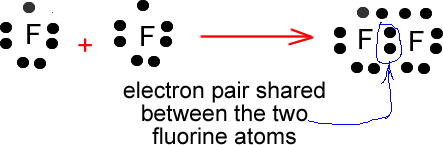 F + F F F
electron pair shared
between the two
fluorine atoms